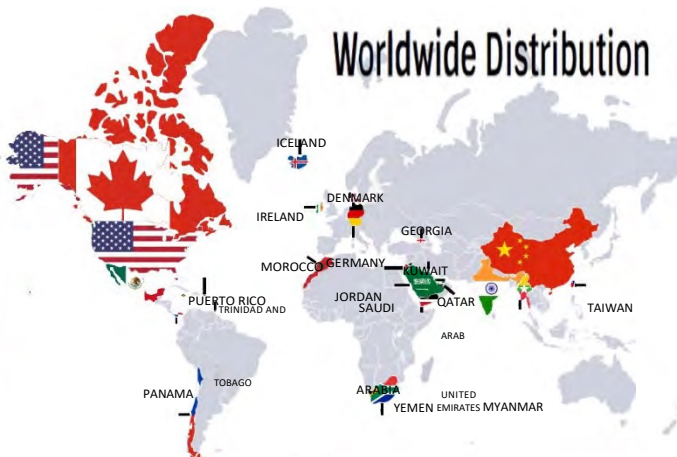 Worldwide Distribution
ICELAND
DENMARK
IRELAND
GEORGIA
MOROCCO GERMANY
KUWAIT
PUERTO RICO
JORDAN
TRINIDAD AND
SAUDI
QATAR
TAIWAN
ARAB
TOBAGO
PANAMA
ARABIA
UNITED
YEMEN EMIRATES MYANMAR